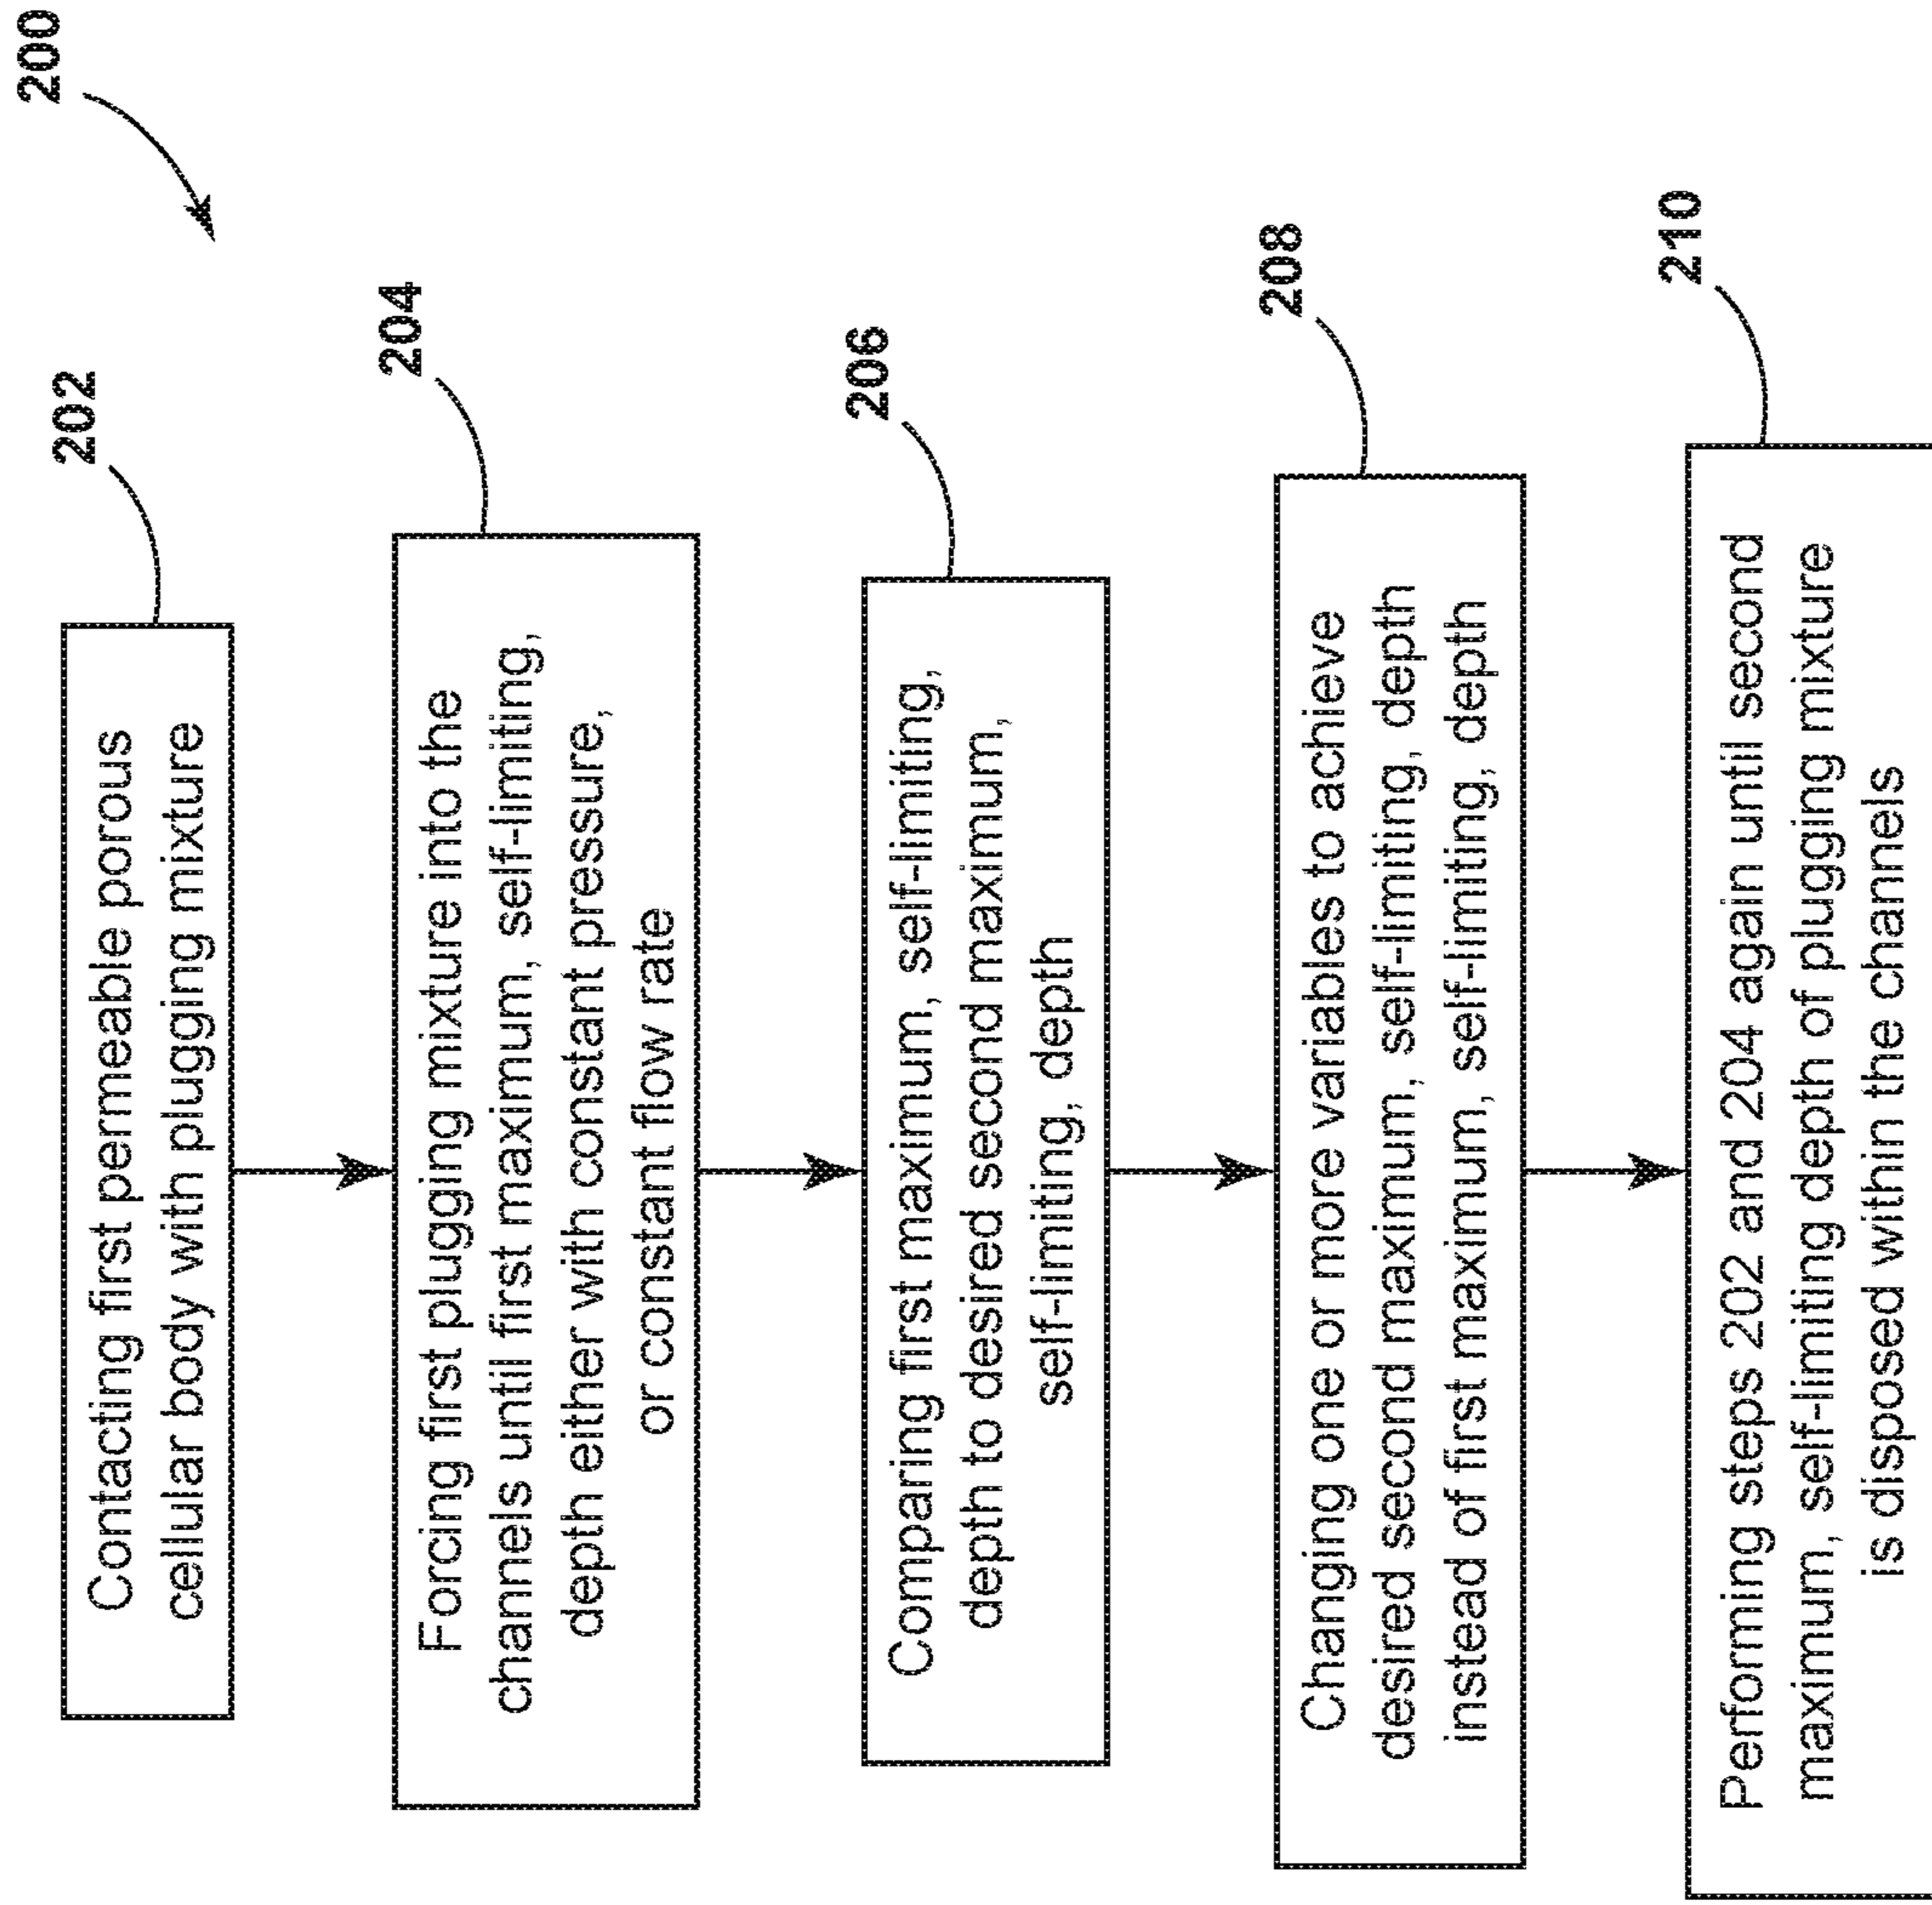 200
202
Contacting first permeable porous
cellular body with plugging mixture
204
Forcing first plugging mixture into the
channels until first maximum, self-limiting,
depth either with constant pressure,
or constant flow rate
206
Comparing first maximum, self-limiting,
depth to desired second maximum,
self-limiting, depth
208
Changing one or more variables to achieve
desired second maximum, self-limiting, depth
instead of first maximum, self-limiting, depth
210
Performing steps 202 and 204 again until second
maximum, self-limiting depth of plugging mixture
is disposed within the channels